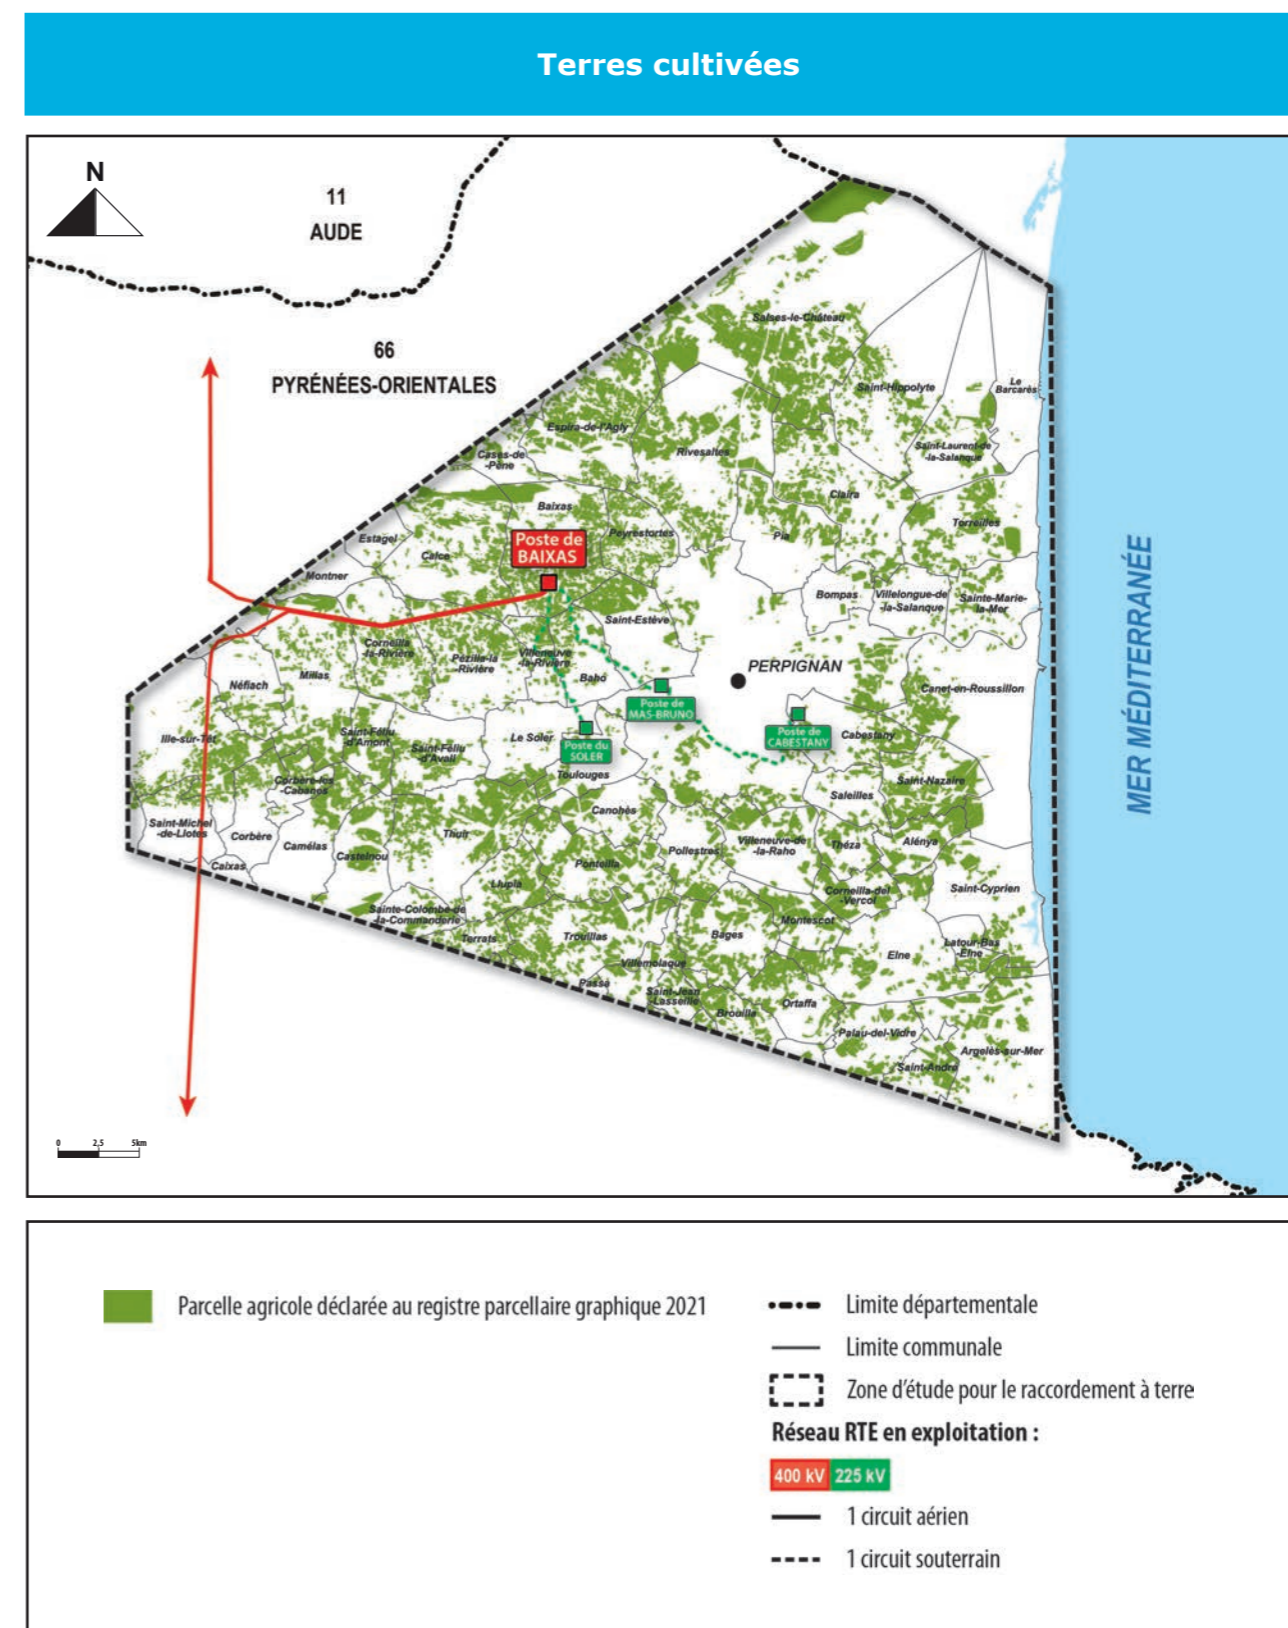 Terres cultivées
N
11
AUDE
66
PYRÉNÉES-ORIENTALES
Salses-le-Château
Saint-Hippolyte
Le
Barcarès
Espira-de-l'Agly
Cases-de
-Pène
Rivesaltes
Saint-Laurent-de
-la-Salanque
Claira
Baixas
Torreilles
Estagel
Calce
Peyrestortes
Pia
Poste de
BAIXAS
Montner
Bompas
Villelongue-de
-la-Salanque
Sainte-Marie-
la-Mer
Saint-Estève
Corneilla
-la-Rivière
Pézilla-la
-Rivière
Villeneuve
-la-Rivière
Baho
PERPIGNAN
Millas
Néfiach
Canet-en-Roussillon
Poste de
MAS-BRUNO
Poste de
CABESTANY
Cabestany
Ille-sur-Têt
Saint-Féliu
-d'Amont
Saint-Féliu
-d'Avall
Le Soler
Poste du
SOLER
Toulouges
Corbère-les
-Cabanes
Saint-Nazaire
Saleilles
Canohès
Saint-Michel
-de-Llotes
Corbère
Camélas
Castelnou
Thuir
Caixas
Ponteilla
Pollestres
Villeneuve-de
-la-Raho
Théza
Alénya
Llupia
Corneilla-del
-Vercol
Saint-Cyprien
Sainte-Colombe-de
-la-Commanderie
Terrats
Trouillas
Bages
Montescot
Elne
Latour-Bas
-Elne
Villemolaque
Passa
Saint-Jean
-Lasseille
Brouilla
Ortaffa
Palau-del-Vidre
Saint-André
Argelès-sur-Mer
MER MÉDITERRANÉE
0 2,5 5km
Parcelle agricole déclarée au registre parcellaire graphique 2021
Limite départementale
Limite communale
Zone d'étude pour le raccordement à terre
Réseau RTE en exploitation :
400 kV 225 kV
1 circuit aérien
1 circuit souterrain